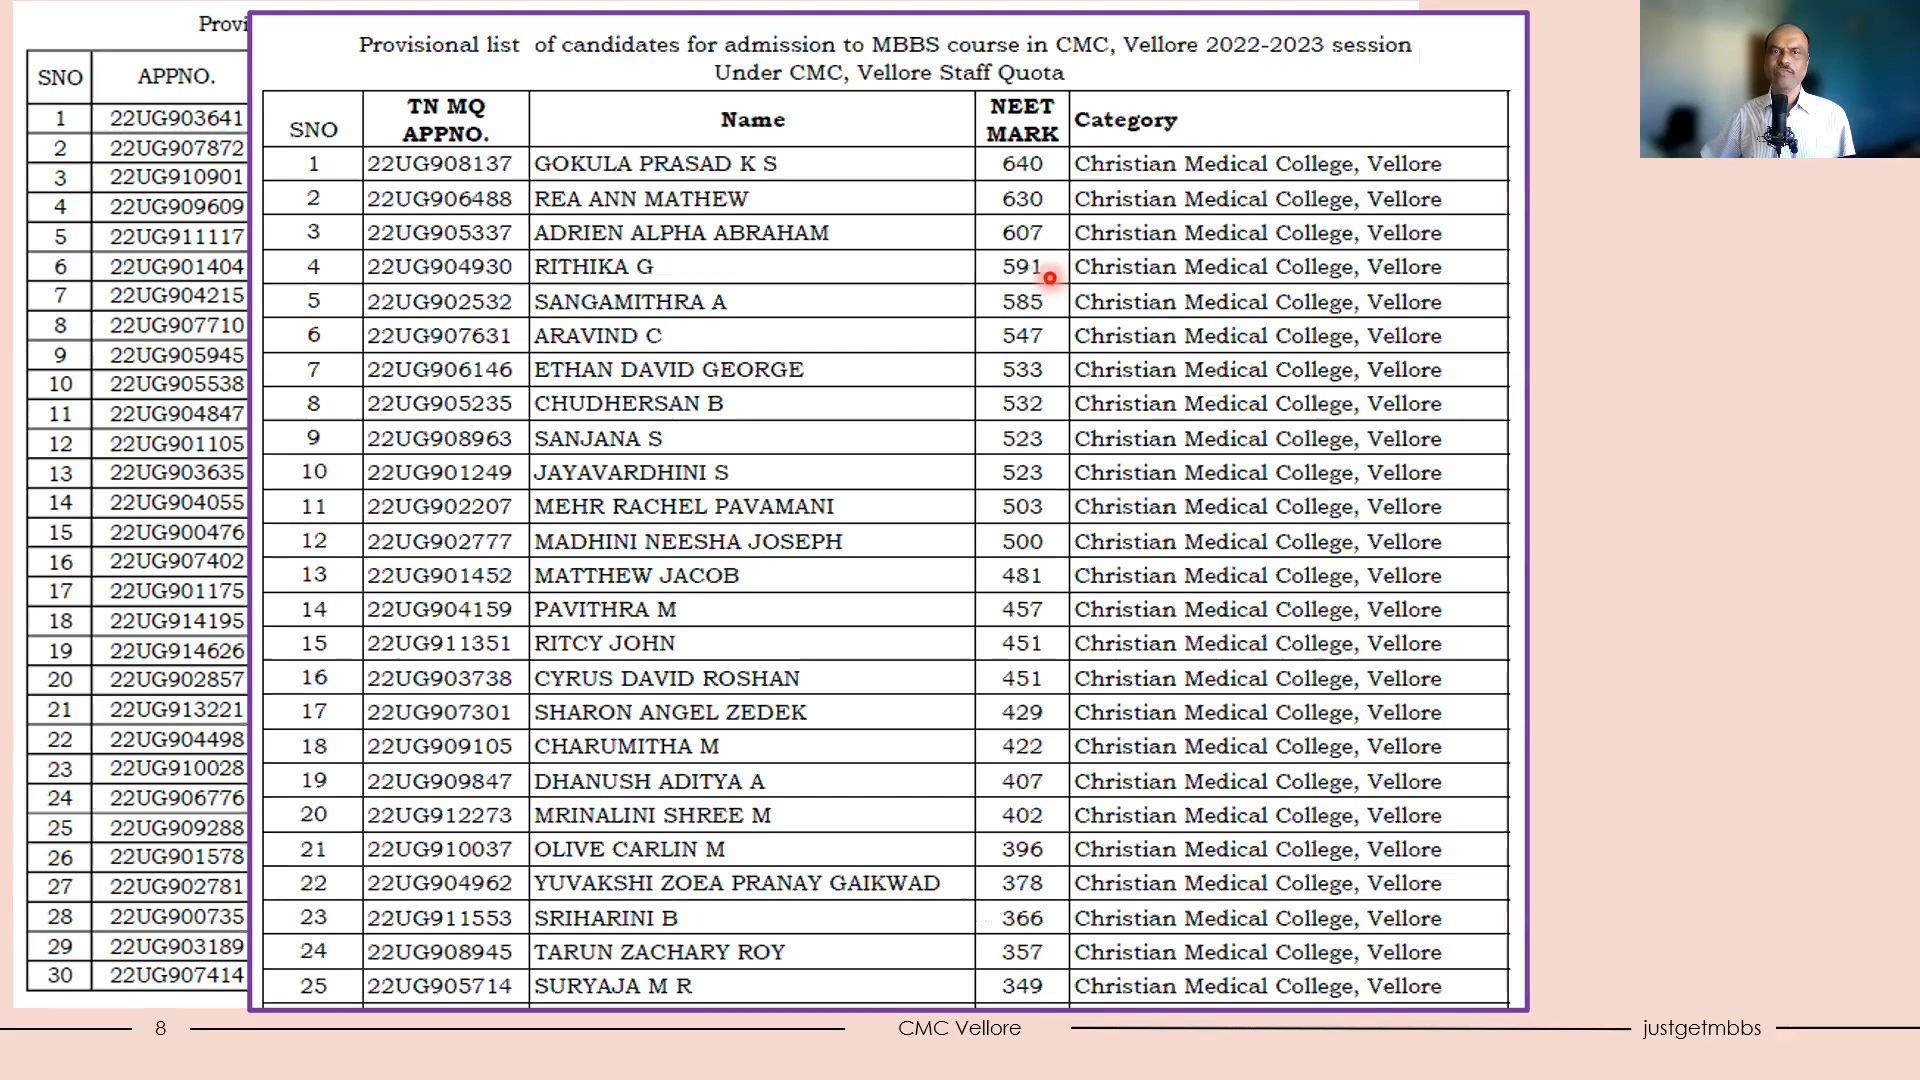 Provi
SNO APPNO.
1 22UG903641
2 22UG907872
3 22UG910901
4 22UG909609
5 22UG911117
6 22UG901404
7 22UG904215
8 22UG907710
9 22UG905945
10 22UG905538
11 22UG904847
12 22UG901105
13 22UG903635
14 22UG904055
15 22UG900476
16 22UG907402
17 22UG901175
18 22UG914195
19 22UG914626
20 22UG902857
21 22UG913221
22 22UG904498
23 22UG910028
24 22UG906776
25 22UG909288
26 22UG901578
27 22UG902781
28 22UG900735
29 22UG903189
30 22UG907414
Provisional list of candidates for admission to MBBS course in CMC, Vellore 2022-2023 session
Under CMC, Vellore Staff Quota
SNO TN MQ APPNO. Name NEET MARK Category
1 22UG908137 GOKULA PRASAD K S 640 Christian Medical College, Vellore
2 22UG906488 REA ANN MATHEW 630 Christian Medical College, Vellore
3 22UG905337 ADRIEN ALPHA ABRAHAM 607 Christian Medical College, Vellore
4 22UG904930 RITHIKA G 591 Christian Medical College, Vellore
5 22UG902532 SANGAMITHRA A 585 Christian Medical College, Vellore
6 22UG907631 ARAVIND C 547 Christian Medical College, Vellore
7 22UG906146 ETHAN DAVID GEORGE 533 Christian Medical College, Vellore
8 22UG905235 CHUDHERSAN B 532 Christian Medical College, Vellore
9 22UG908963 SANJANA S 523 Christian Medical College, Vellore
10 22UG901249 JAYAVARDHINI S 523 Christian Medical College, Vellore
11 22UG902207 MEHR RACHEL PAVAMANI 503 Christian Medical College, Vellore
12 22UG902777 MADHINI NEESHA JOSEPH 500 Christian Medical College, Vellore
13 22UG901452 MATTHEW JACOB 481 Christian Medical College, Vellore
14 22UG904159 PAVITHRA M 457 Christian Medical College, Vellore
15 22UG911351 RITCY JOHN 451 Christian Medical College, Vellore
16 22UG903738 CYRUS DAVID ROSHAN 451 Christian Medical College, Vellore
17 22UG907301 SHARON ANGEL ZEDEK 429 Christian Medical College, Vellore
18 22UG909105 CHARUMITHA M 422 Christian Medical College, Vellore
19 22UG909847 DHANUSH ADITYA A 407 Christian Medical College, Vellore
20 22UG912273 MRINALINI SHREE M 402 Christian Medical College, Vellore
21 22UG910037 OLIVE CARLIN M 396 Christian Medical College, Vellore
22 22UG904962 YUVAKSHI ZOEA PRANAY GAIKWAD 378 Christian Medical College, Vellore
23 22UG911553 SRIHARINI B 366 Christian Medical College, Vellore
24 22UG908945 TARUN ZACHARY ROY 357 Christian Medical College, Vellore
25 22UG905714 SURYAJA M R 349 Christian Medical College, Vellore
8 CMC Vellore justgetmbbs